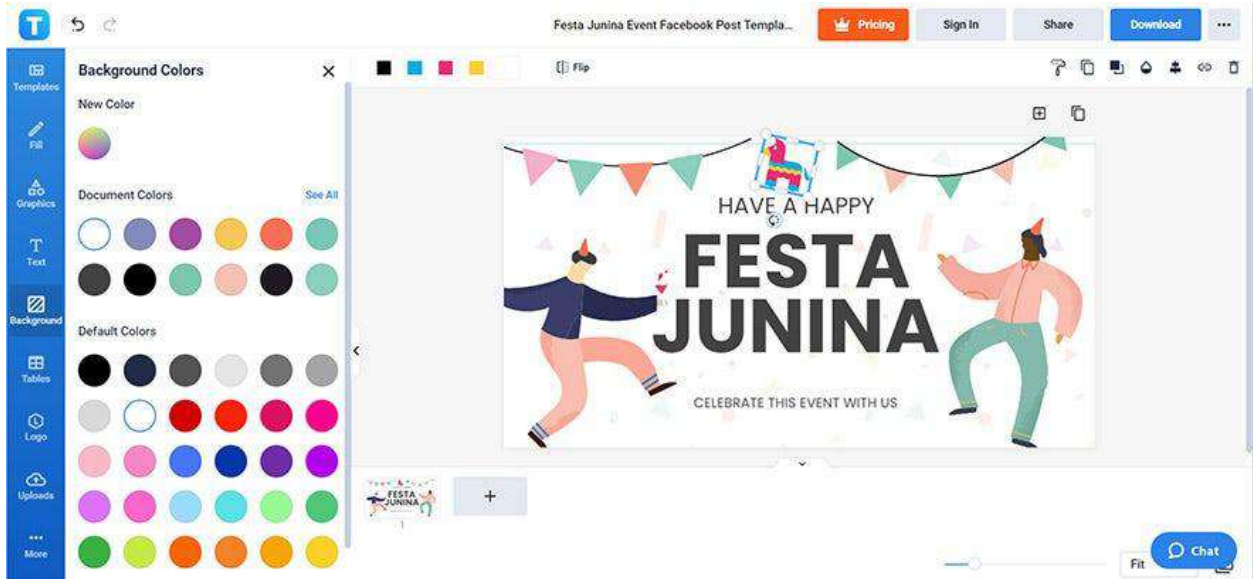 T
Festa Junina Event Facebook Post Templa...
Pricing
Sign In
Share
Download
Templates
Fill
Graphics
Text
Background
Tables
Logo
Uploads
More
Background Colors
New Color
Document Colors
See All
Default Colors
Flip
HAVE A HAPPY
FESTA
JUNINA
CELEBRATE THIS EVENT WITH US
FESTA
JUNINA
1
Fit
Chat